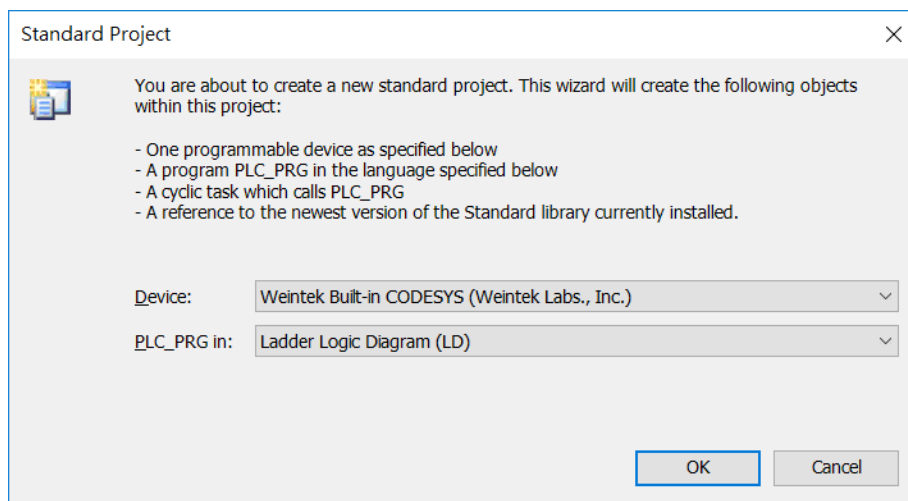 Standard Project
You are about to create a new standard project. This wizard will create the following objects
within this project:
- One programmable device as specified below
- A program PLC_PRG in the language specified below
- A cyclic task which calls PLC_PRG
- A reference to the newest version of the Standard library currently installed.
Device: Weintek Built-in CODESYS (Weintek Labs., Inc.)
PLC_PRG in: Ladder Logic Diagram (LD)
OK Cancel